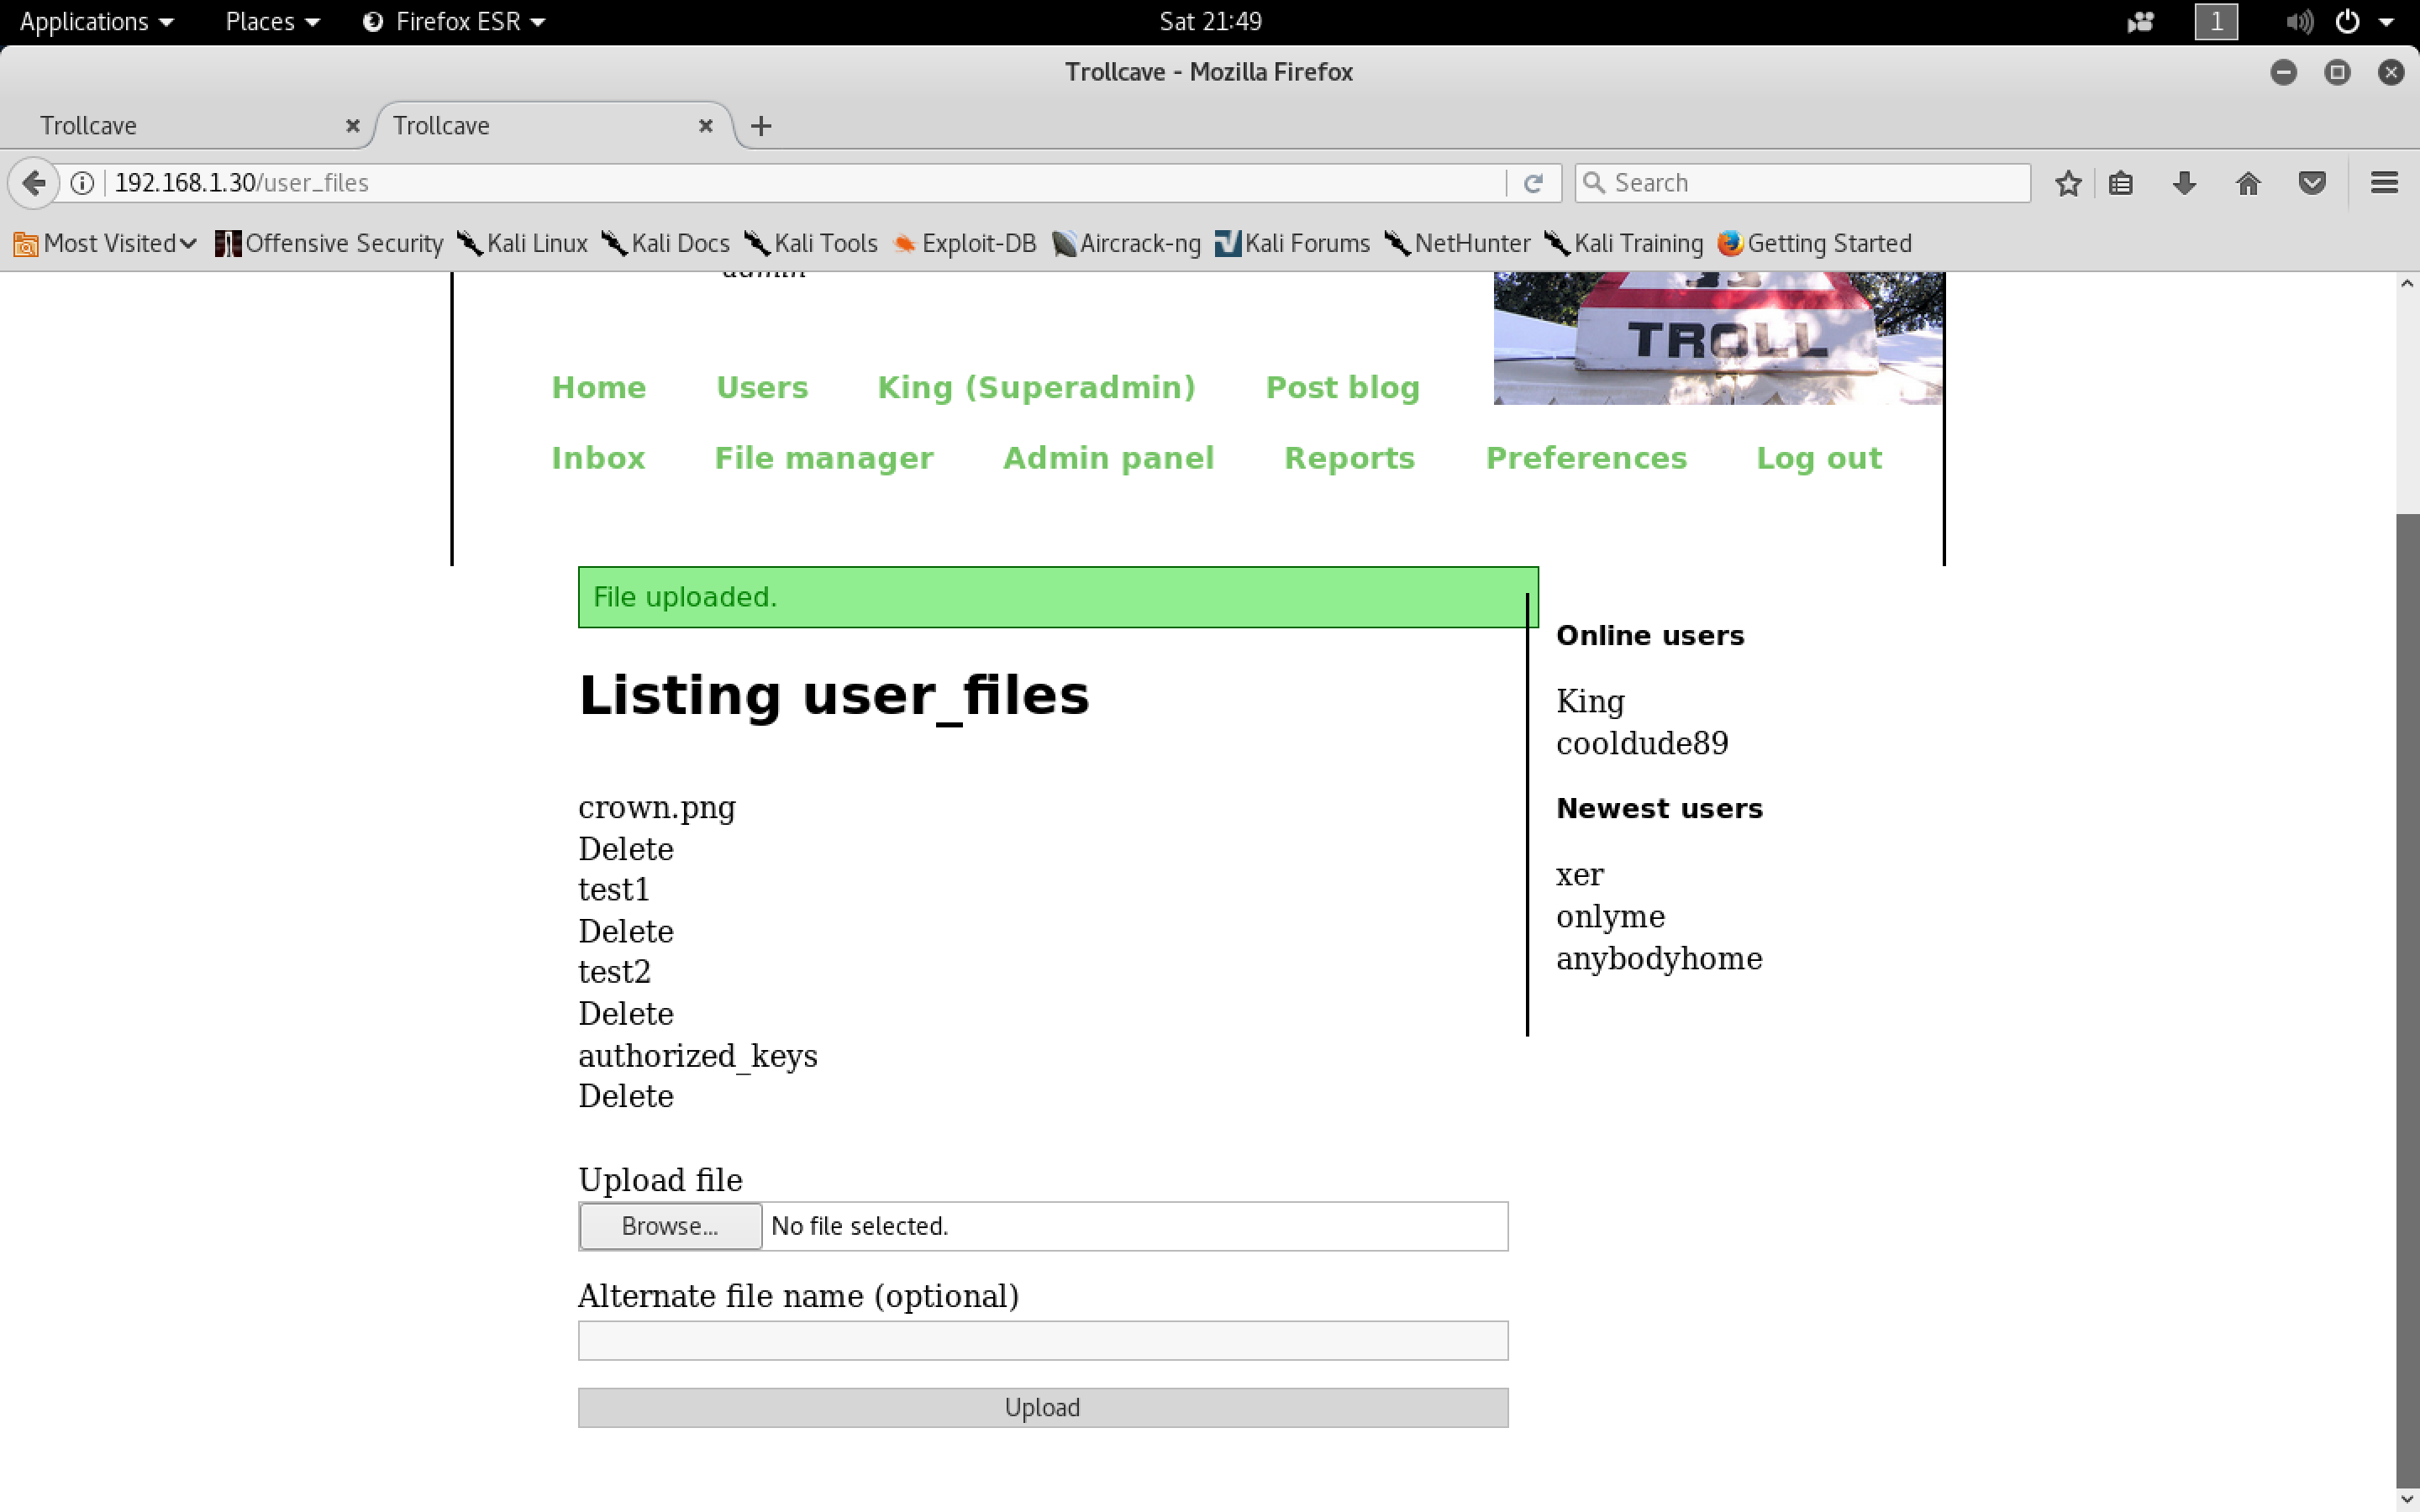 Applications Places Firefox ESR Sat 21:49 1
Trollcave - Mozilla Firefox
Trollcave Trollcave
192.168.1.30/user_files Search
Most Visited Offensive Security Kali Linux Kali Docs Kali Tools Exploit-DB Aircrack-ng Kali Forums NetHunter Kali Training Getting Started
admin
TROLL
Home Users King (Superadmin) Post blog
Inbox File manager Admin panel Reports Preferences Log out
File uploaded.
Listing user_files
crown.png
Delete
test1
Delete
test2
Delete
authorized_keys
Delete
Upload file
Browse... No file selected.
Alternate file name (optional)
Upload
Online users
King
cooldude89
Newest users
xer
onlyme
anybodyhome